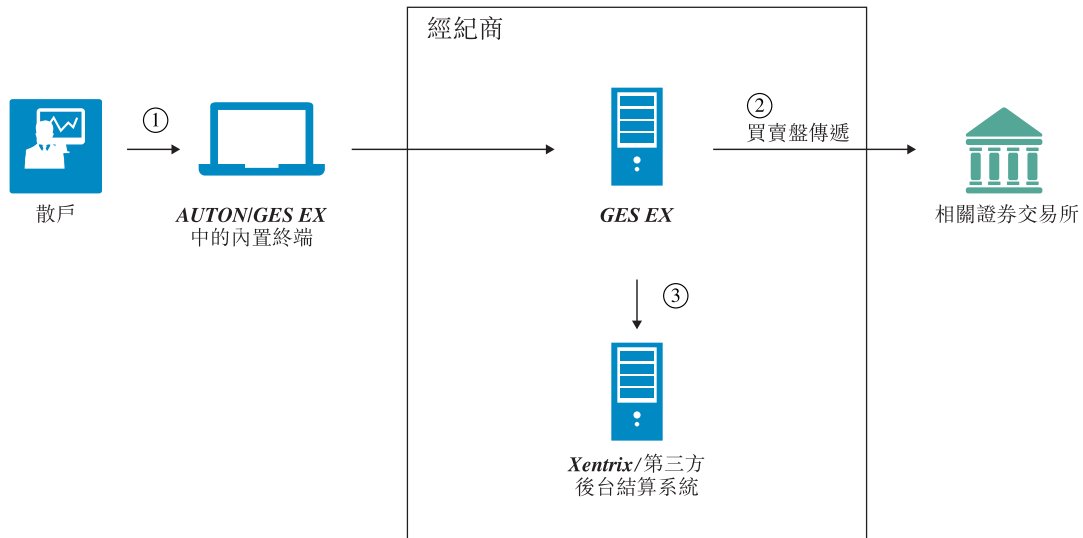 經紀商
①
②
買賣盤傳遞
散戶
AUTON/GES EX
中的內置終端
GES EX
相關證券交易所
③
Xentrix/第三方
後台結算系統